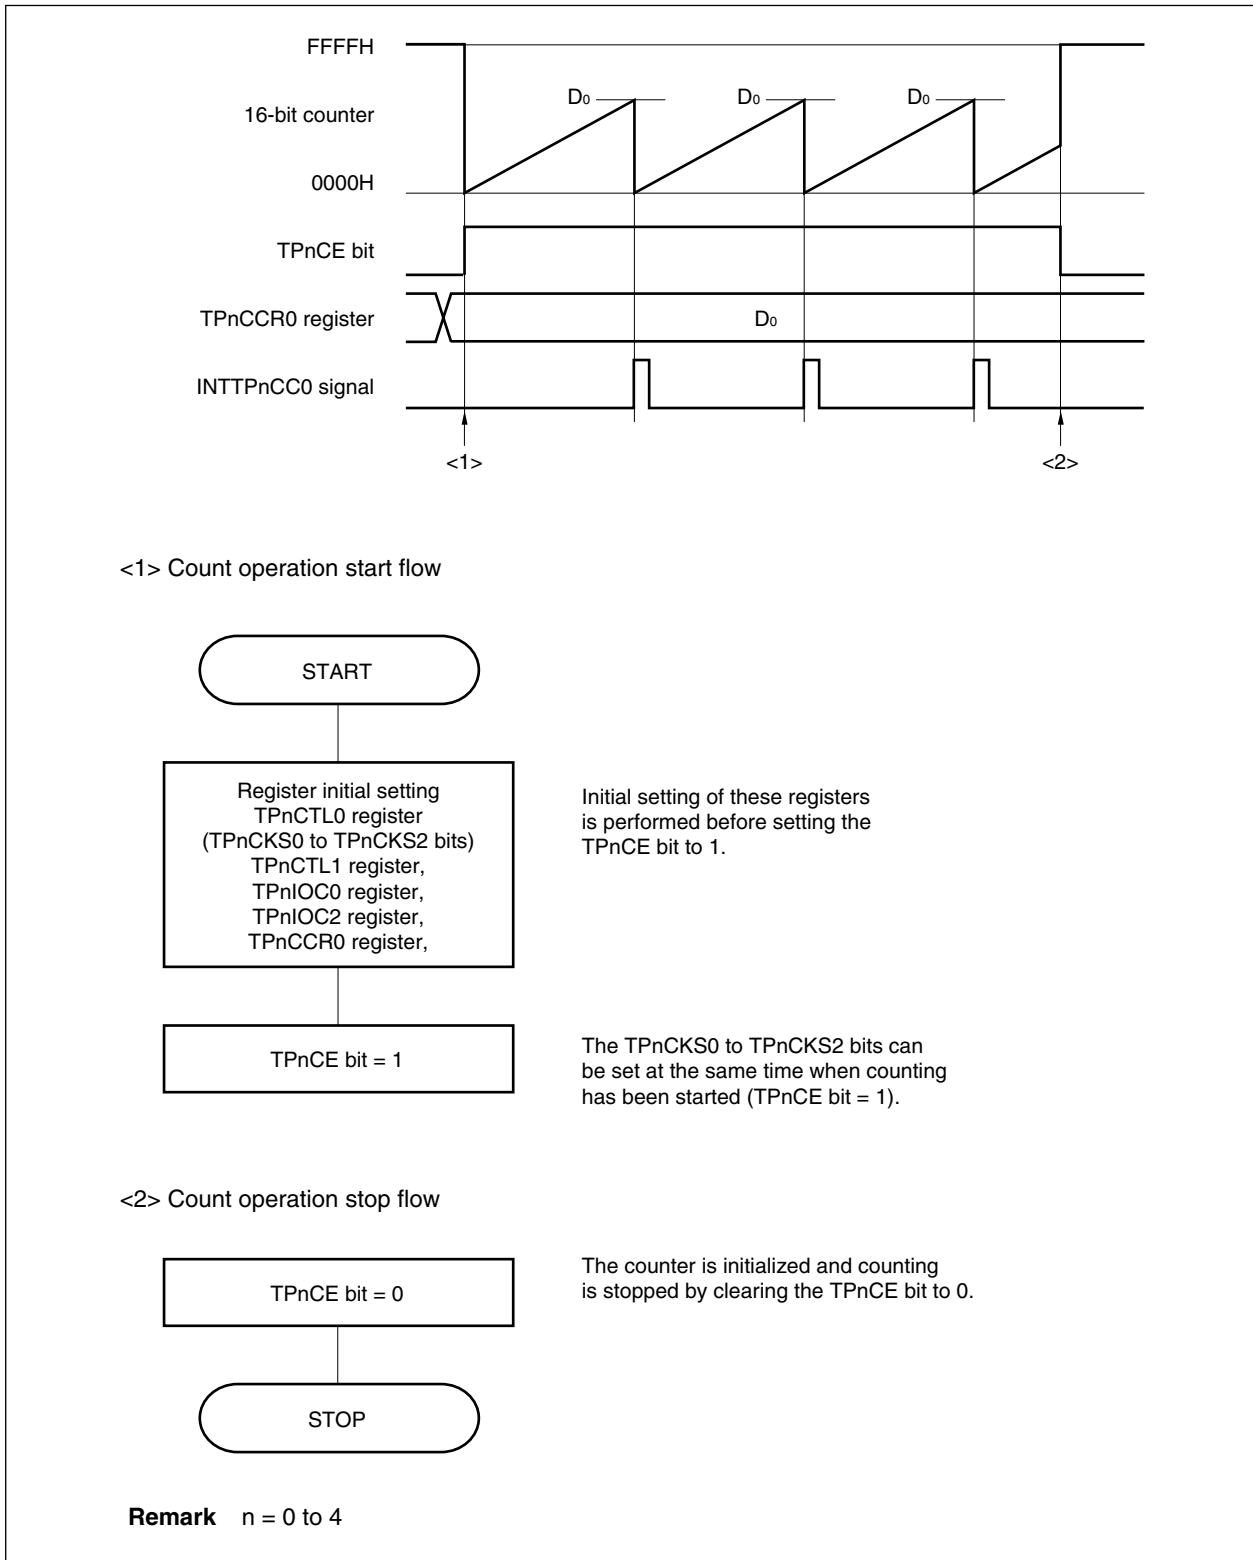 FFFFH
D0 D0 D0
16-bit counter
0000H
TPnCE bit
TPnCCR0 register D0
INTTPnCC0 signal
<1> <2>
<1> Count operation start flow
START
Register initial setting
TPnCTL0 register
(TPnCKS0 to TPnCKS2 bits)
TPnCTL1 register,
TPnIOC0 register,
TPnIOC2 register,
TPnCCR0 register,
Initial setting of these registers
is performed before setting the
TPnCE bit to 1.
TPnCE bit = 1
The TPnCKS0 to TPnCKS2 bits can
be set at the same time when counting
has been started (TPnCE bit = 1).
<2> Count operation stop flow
TPnCE bit = 0
The counter is initialized and counting
is stopped by clearing the TPnCE bit to 0.
STOP
Remark n = 0 to 4